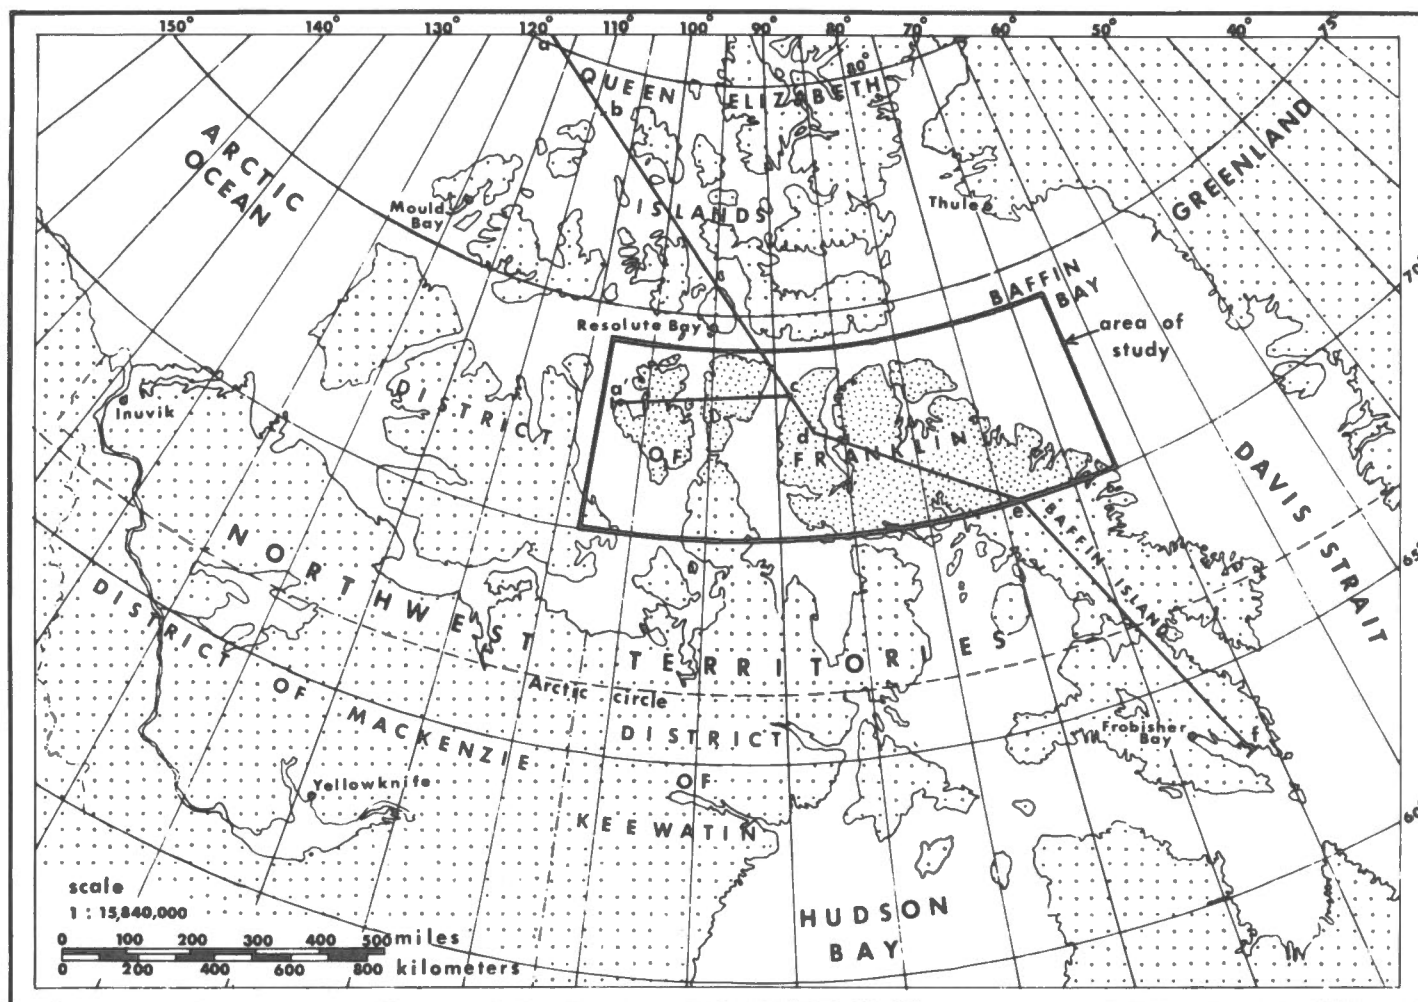 150° 140° 130° 120° 110° 100° 90° 80° 70° 60° 50° 40° 75°
a
QUEEN ELIZABETH
80°
b
ARCTIC
OCEAN
GREENLAND
Mould
Bay
ISLANDS
Thule
70°
BAFFIN
BAY
Resolute Bay
area of
study
DISTRICT
a
c
Inuvik
d
OF
FRANKLIN
DAVIS STRAIT
e
BAFFIN ISLAND
65°
NORTHWEST TERRITORIES
DISTRICT
Arctic circle
OF MACKENZIE
DISTRICT
Frobisher
Bay
f
OF
Yellowknife
KEEWATIN
60°
scale
1 : 15,840,000
HUDSON
BAY
0 100 200 300 400 500 miles
0 200 400 600 800 kilometers